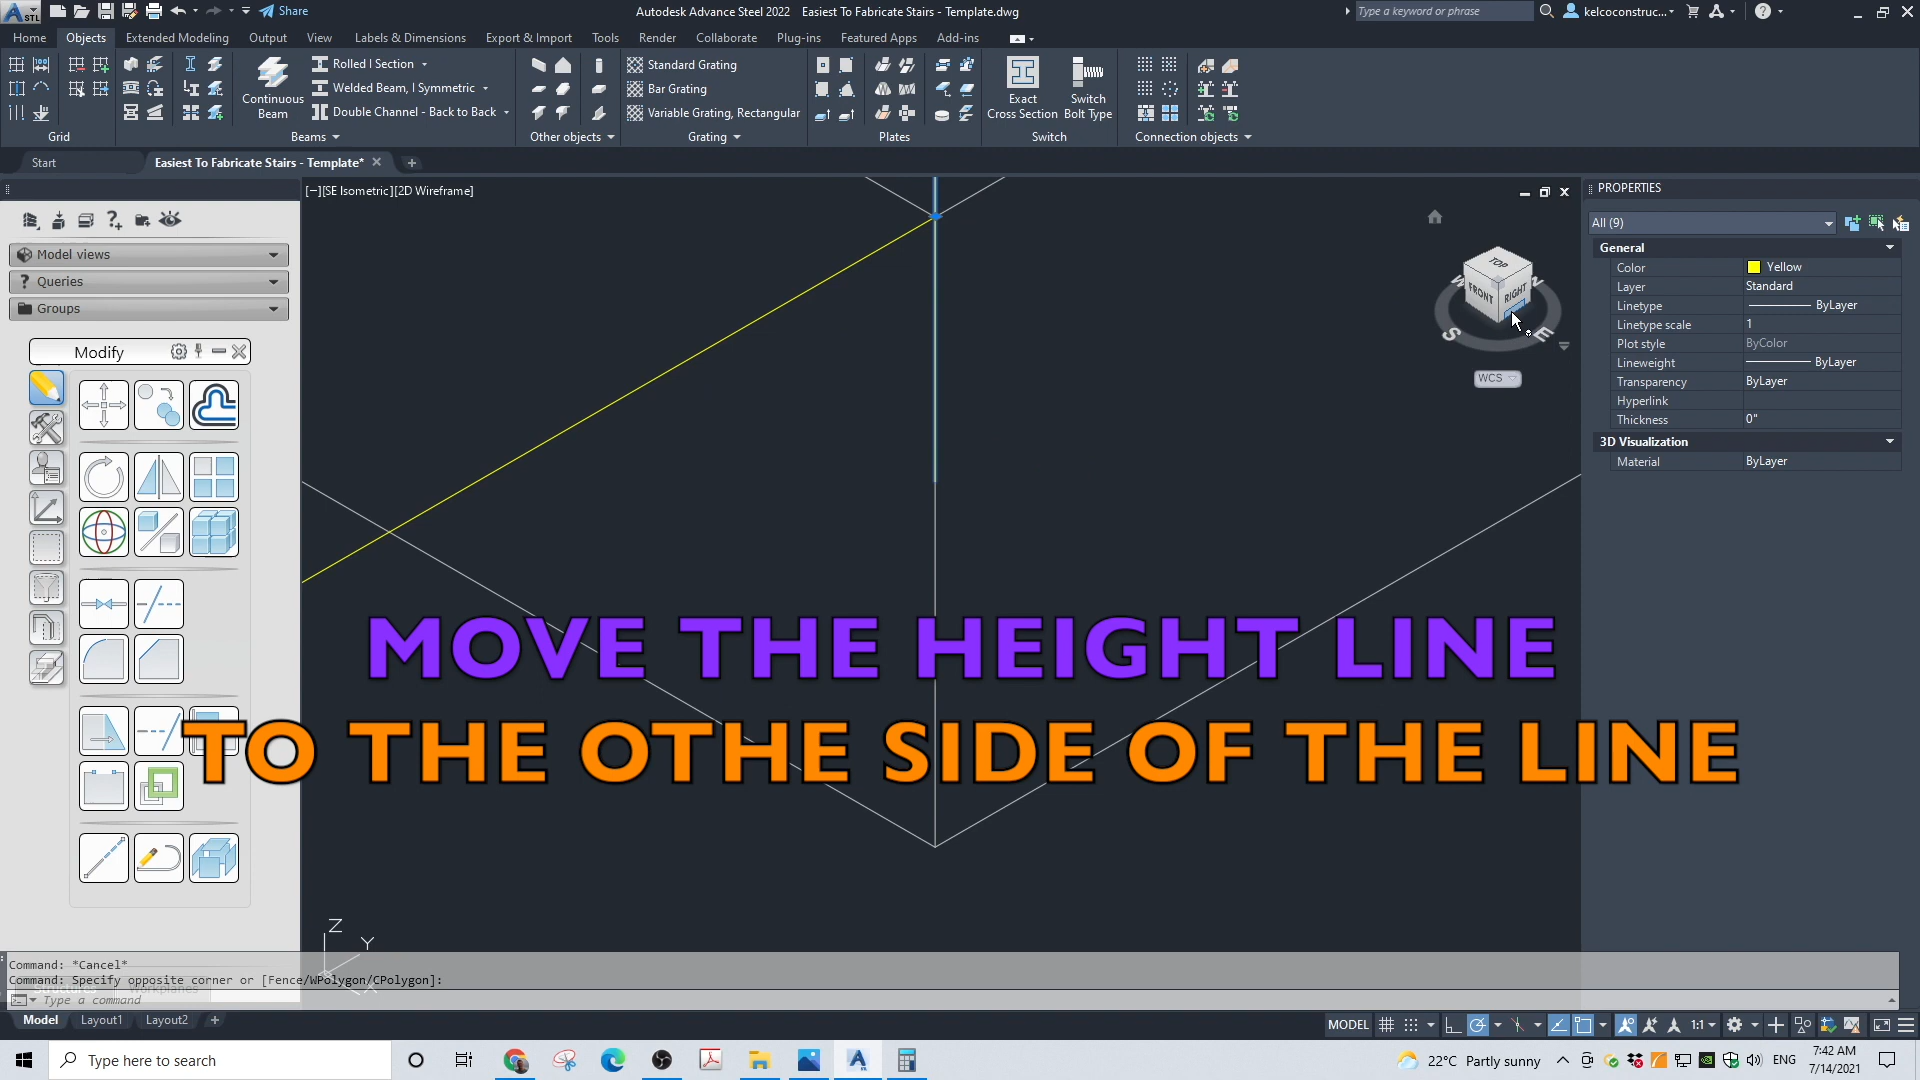 STL
Share
Autodesk Advance Steel 2022 Easiest To Fabricate Stairs - Template.dwg
Type a keyword or phrase
kelcoconstruc...
Home Objects Extended Modeling Output View Labels & Dimensions Export & Import Tools Render Collaborate Plug-ins Featured Apps Add-ins
Rolled I Section
Welded Beam, I Symmetric
Double Channel - Back to Back
Continuous
Beam
Standard Grating
Bar Grating
Variable Grating, Rectangular
Exact
Cross Section
Switch
Bolt Type
Grid Beams Other objects Grating Plates Switch Connection objects
Start
Easiest To Fabricate Stairs - Template*
[−][SE Isometric][2D Wireframe]
Model views
Queries
Groups
Modify
TOP
FRONT
RIGHT
W N
S E
WCS
PROPERTIES
All (9)
General
Color Yellow
Layer Standard
Linetype ByLayer
Linetype scale 1
Plot style ByColor
Lineweight ByLayer
Transparency ByLayer
Hyperlink
Thickness 0"
3D Visualization
Material ByLayer
MOVE THE HEIGHT LINE
TO THE OTHE SIDE OF THE LINE
Z
Y
X
Command: *Cancel*
Command: Specify opposite corner or [Fence/WPolygon/CPolygon]:
Structures Workplanes
Type a command
Model Layout1 Layout2
MODEL
1:1
Type here to search
22°C Partly sunny
ENG
7:42 AM
7/14/2021